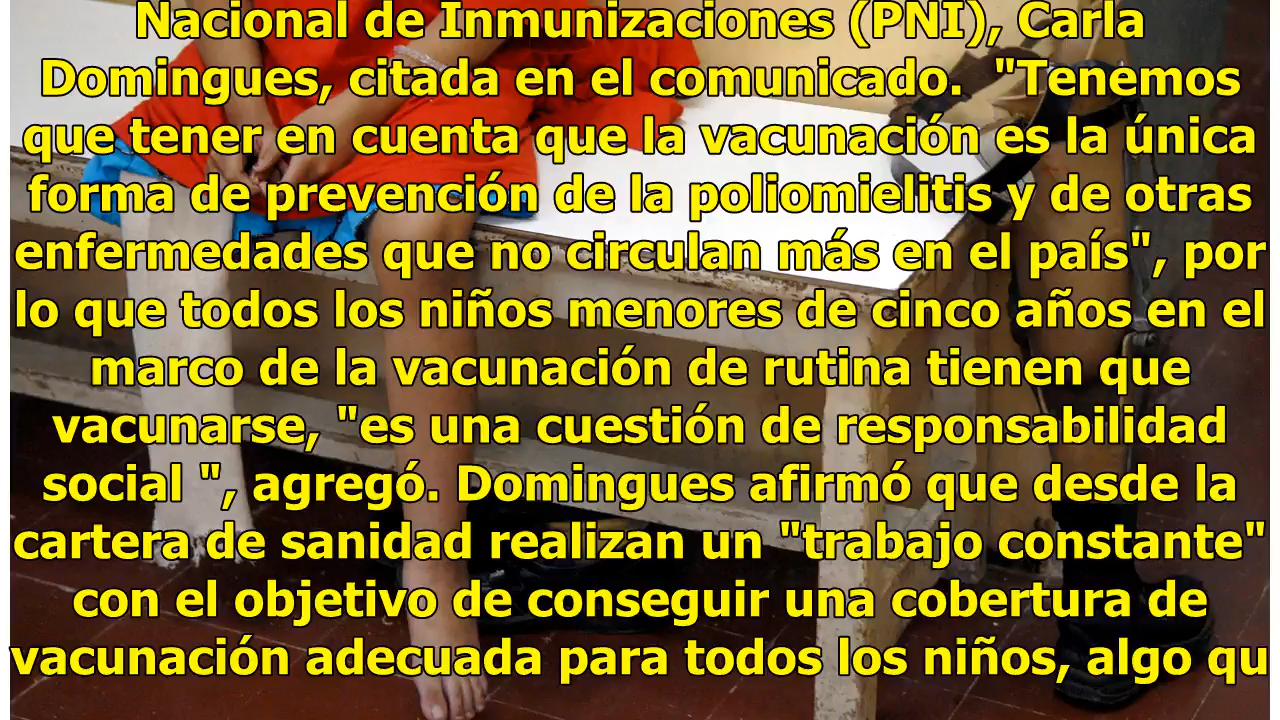 Nacional de Inmunizaciones (PNI), Carla
Domingues, citada en el comunicado. "Tenemos
que tener en cuenta que la vacunación es la única
forma de prevención de la poliomielitis y de otras
enfermedades que no circulan más en el país", por
lo que todos los niños menores de cinco años en el
marco de la vacunación de rutina tienen que
vacunarse, "es una cuestión de responsabilidad
social ", agregó. Domingues afirmó que desde la
cartera de sanidad realizan un "trabajo constante"
con el objetivo de conseguir una cobertura de
vacunación adecuada para todos los niños, algo qu